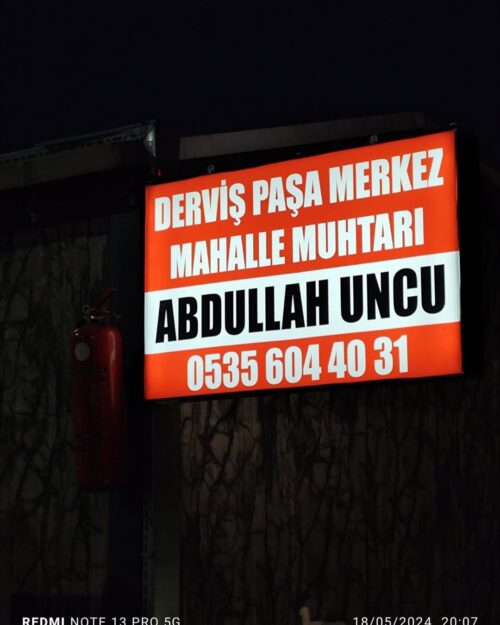 DERVİŞ PAŞA MERKEZ
MAHALLE MUHTARI
ABDULLAH UNCU
0535 604 40 31
REDMI NOTE 13 PRO 5G
18/05/2024 20:07